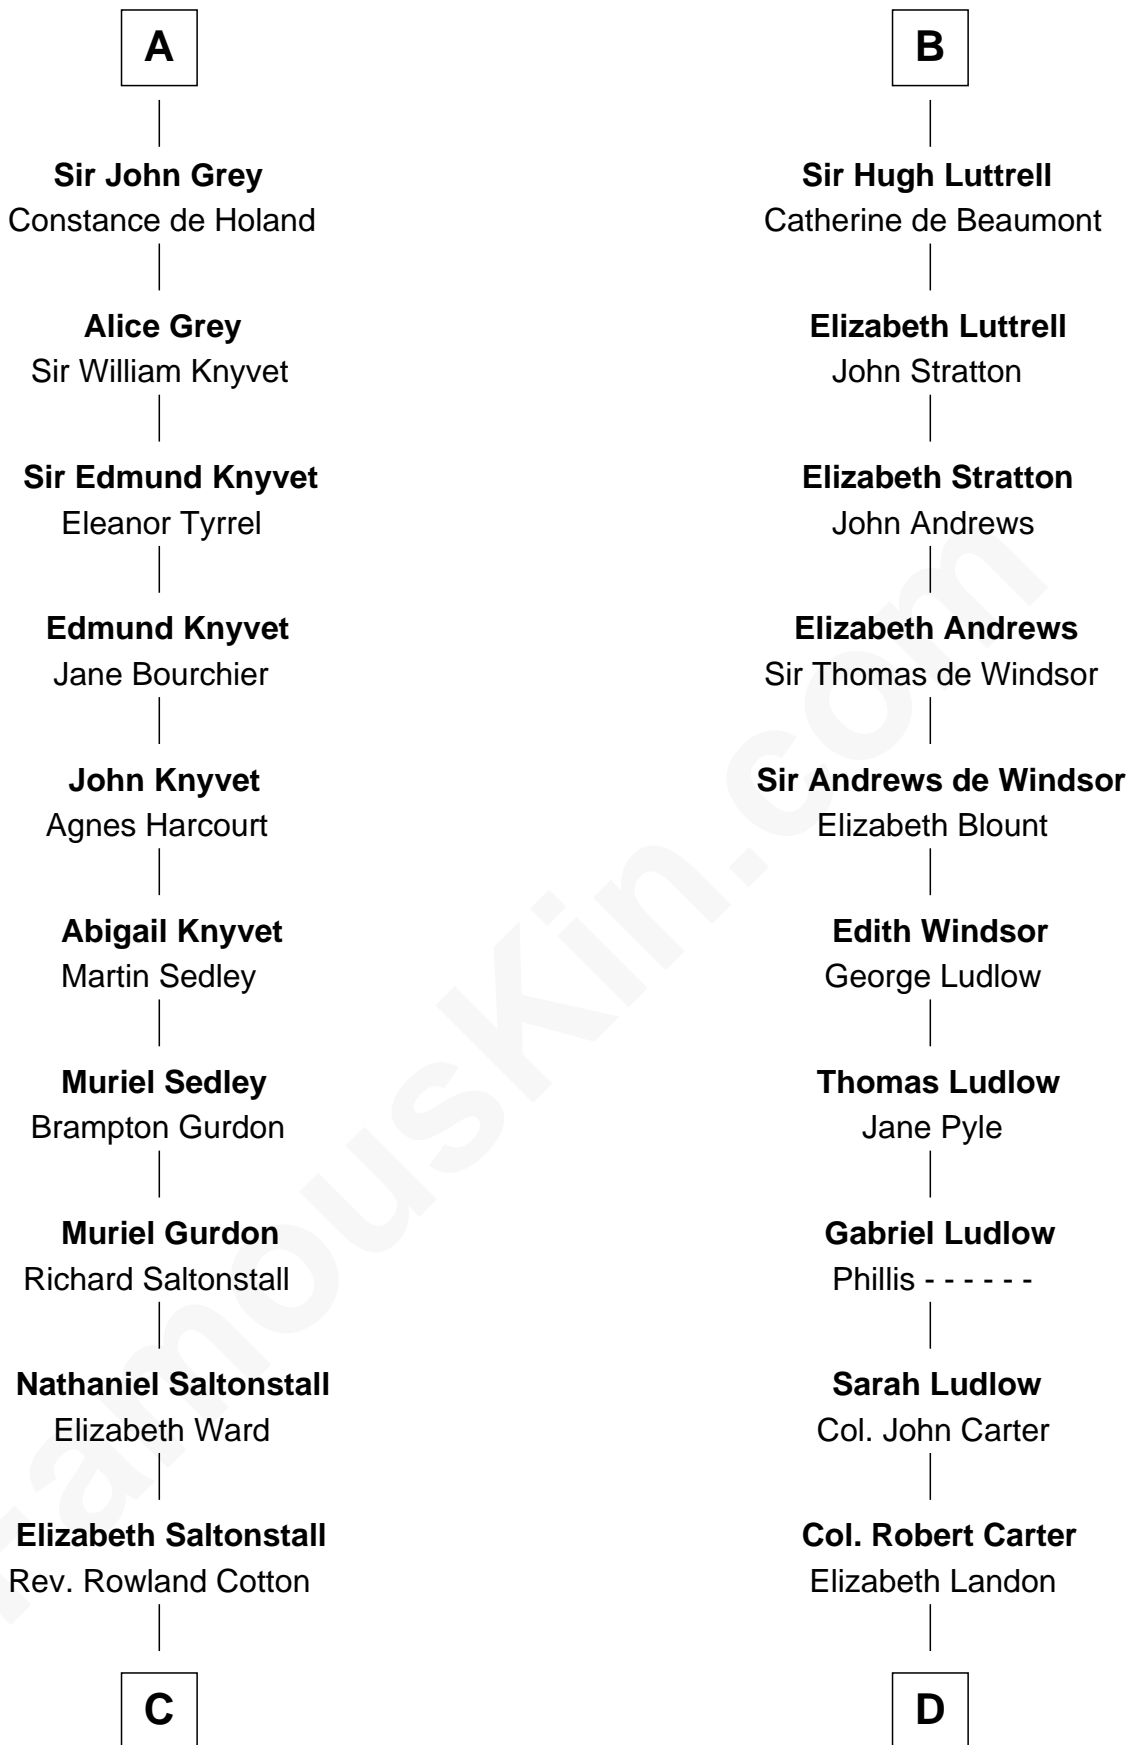 A
Sir John Grey
Constance de Holand
Alice Grey
Sir William Knyvet
Sir Edmund Knyvet
Eleanor Tyrrel
Edmund Knyvet
Jane Bourchier
John Knyvet
Agnes Harcourt
Abigail Knyvet
Martin Sedley
Muriel Sedley
Brampton Gurdon
Muriel Gurdon
Richard Saltonstall
Nathaniel Saltonstall
Elizabeth Ward
Elizabeth Saltonstall
Rev. Rowland Cotton
C
B
Sir Hugh Luttrell
Catherine de Beaumont
Elizabeth Luttrell
John Stratton
Elizabeth Stratton
John Andrews
Elizabeth Andrews
Sir Thomas de Windsor
Sir Andrews de Windsor
Elizabeth Blount
Edith Windsor
George Ludlow
Thomas Ludlow
Jane Pyle
Gabriel Ludlow
Phillis - - - - - -
Sarah Ludlow
Col. John Carter
Col. Robert Carter
Elizabeth Landon
D
FamousKin.com